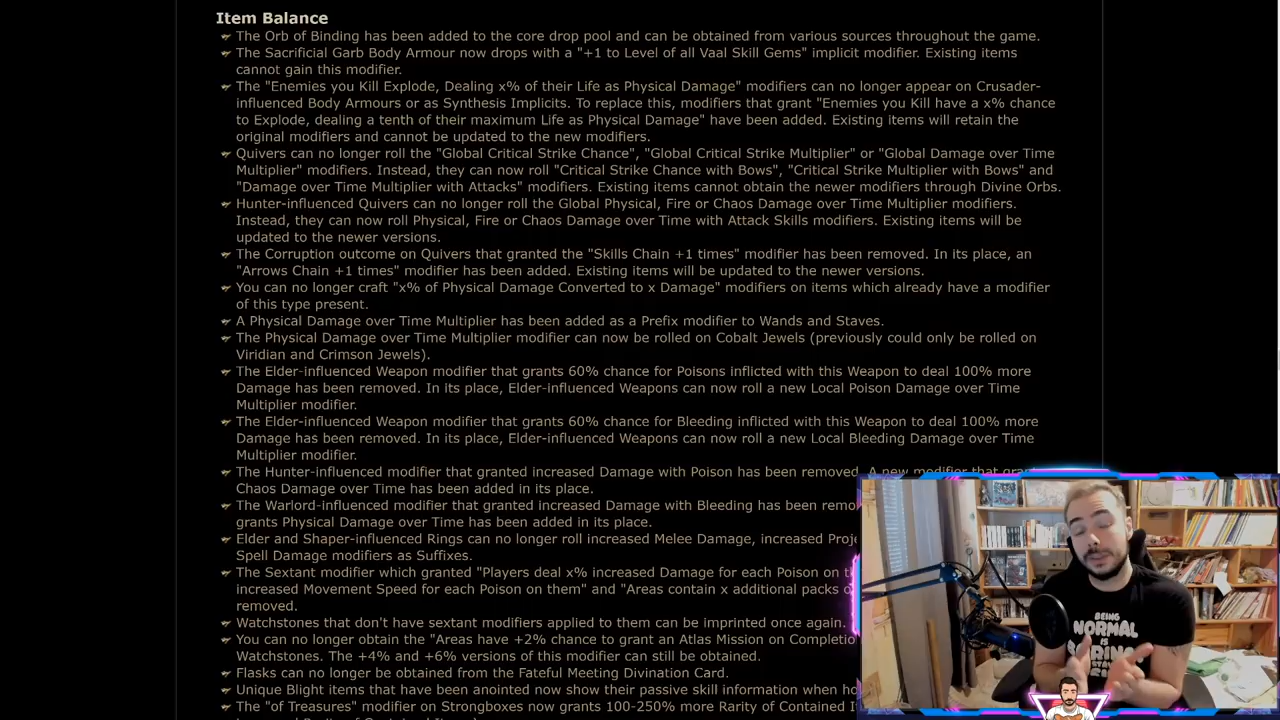 Item Balance
The Orb of Binding has been added to the core drop pool and can be obtained from various sources throughout the game.
The Sacrificial Garb Body Armour now drops with a "+1 to Level of all Vaal Skill Gems" implicit modifier. Existing items
cannot gain this modifier.
The "Enemies you Kill Explode, Dealing x% of their Life as Physical Damage" modifiers can no longer appear on Crusader-
influenced Body Armours or as Synthesis Implicits. To replace this, modifiers that grant "Enemies you Kill have a x% chance
to Explode, dealing a tenth of their maximum Life as Physical Damage" have been added. Existing items will retain the
original modifiers and cannot be updated to the new modifiers.
Quivers can no longer roll the "Global Critical Strike Chance", "Global Critical Strike Multiplier" or "Global Damage over Time
Multiplier" modifiers. Instead, they can now roll "Critical Strike Chance with Bows", "Critical Strike Multiplier with Bows" and
"Damage over Time Multiplier with Attacks" modifiers. Existing items cannot obtain the newer modifiers through Divine Orbs.
Hunter-influenced Quivers can no longer roll the Global Physical, Fire or Chaos Damage over Time Multiplier modifiers.
Instead, they can now roll Physical, Fire or Chaos Damage over Time with Attack Skills modifiers. Existing items will be
updated to the newer versions.
The Corruption outcome on Quivers that granted the "Skills Chain +1 times" modifier has been removed. In its place, an
"Arrows Chain +1 times" modifier has been added. Existing items will be updated to the newer versions.
You can no longer craft "x% of Physical Damage Converted to x Damage" modifiers on items which already have a modifier
of this type present.
A Physical Damage over Time Multiplier has been added as a Prefix modifier to Wands and Staves.
The Physical Damage over Time Multiplier modifier can now be rolled on Cobalt Jewels (previously could only be rolled on
Viridian and Crimson Jewels).
The Elder-influenced Weapon modifier that grants 60% chance for Poisons inflicted with this Weapon to deal 100% more
Damage has been removed. In its place, Elder-influenced Weapons can now roll a new Local Poison Damage over Time
Multiplier modifier.
The Elder-influenced Weapon modifier that grants 60% chance for Bleeding inflicted with this Weapon to deal 100% more
Damage has been removed. In its place, Elder-influenced Weapons can now roll a new Local Bleeding Damage over Time
Multiplier modifier.
The Hunter-influenced modifier that granted increased Damage with Poison has been removed. A new modifier that
Chaos Damage over Time has been added in its place.
The Warlord-influenced modifier that granted increased Damage with Bleeding has been
grants Physical Damage over Time has been added in its place.
Elder and Shaper-influenced Rings can no longer roll increased Melee Damage, increased
Spell Damage modifiers as Suffixes.
The Sextant modifier which granted "Players deal x% increased Damage for each Poison on
increased Movement Speed for each Poison on them" and "Areas contain x additional packs
removed.
Watchstones that don't have sextant modifiers applied to them can be imprinted once again.
You can no longer obtain the "Areas have +2% chance to grant an Atlas Mission on
Watchstones. The +4% and +6% versions of this modifier can still be obtained.
Flasks can no longer be obtained from the Fateful Meeting Divination Card.
Unique Blight items that have been anointed now show their passive skill information when
The "of Treasures" modifier on Strongboxes now grants 100-250% more Rarity of Contained
BEING
NORMAL
IS